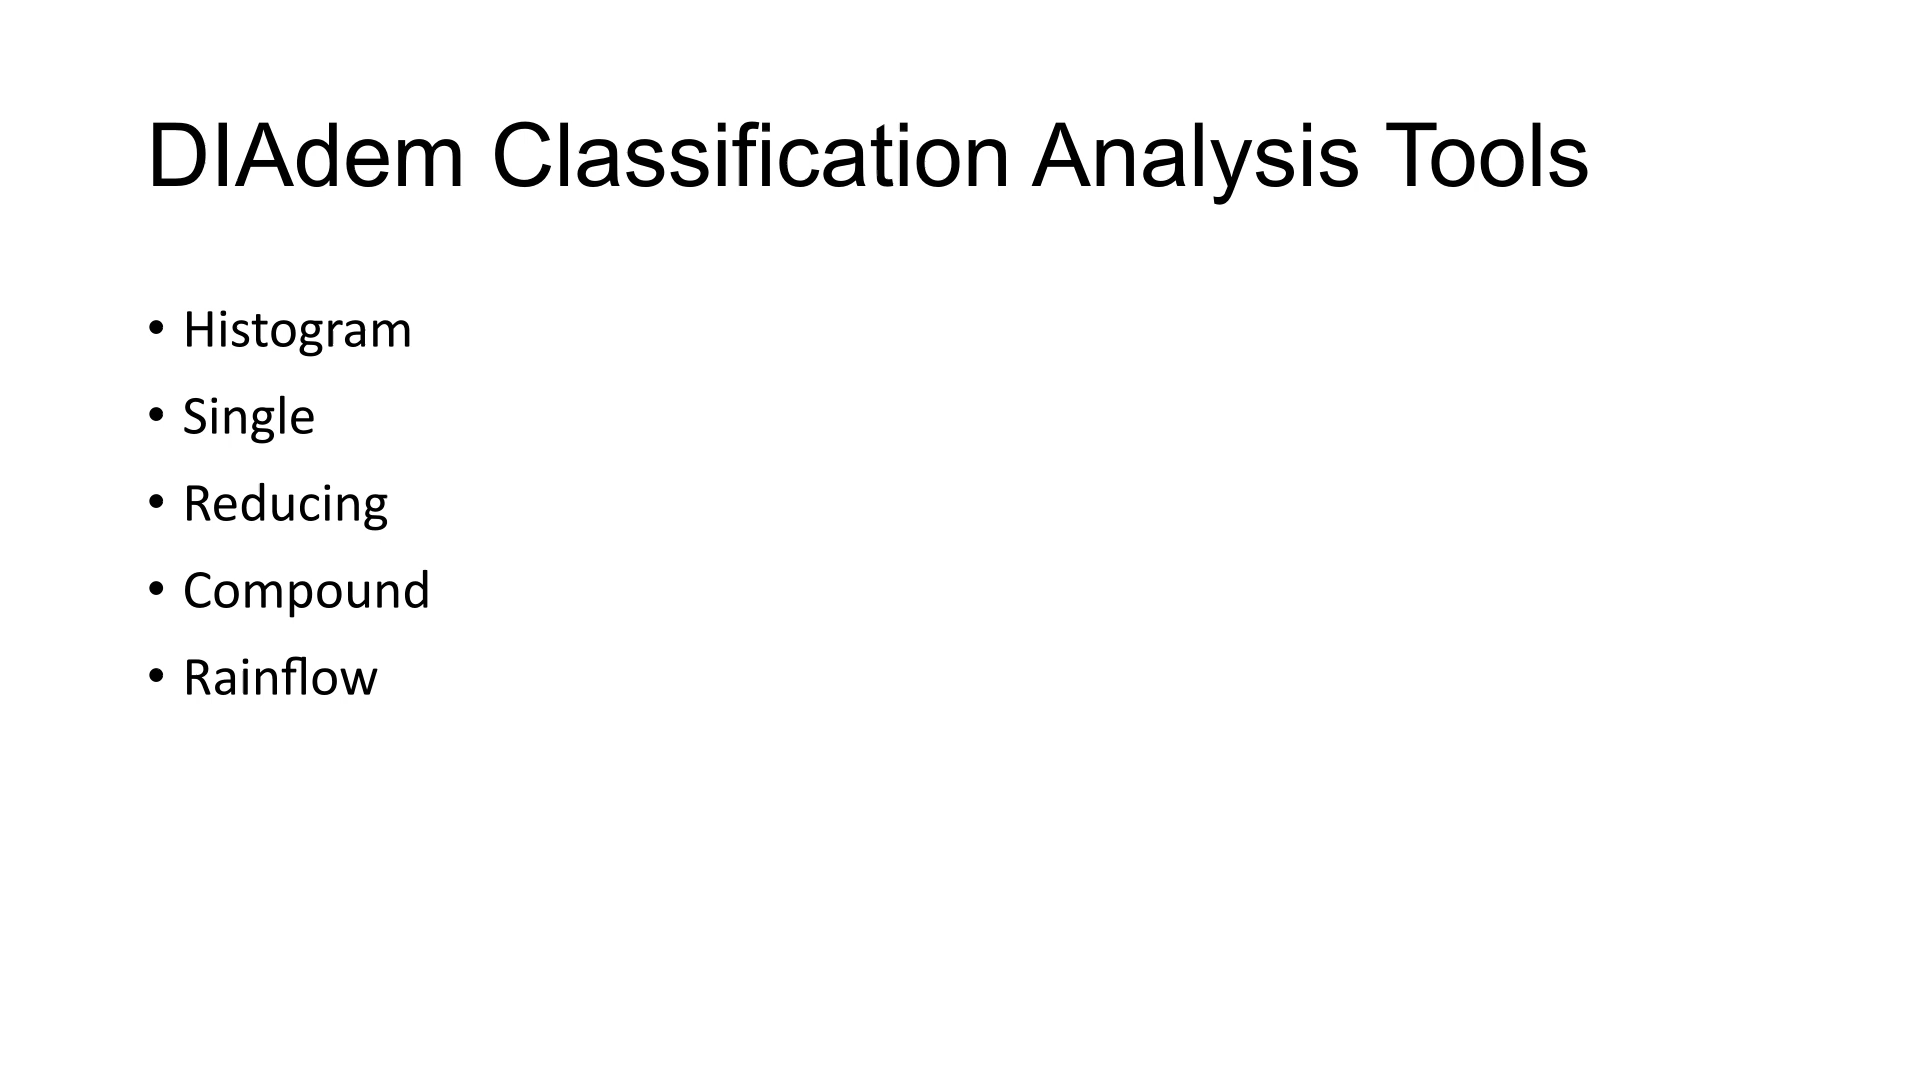 DIAdem Classification Analysis Tools
• Histogram
• Single
• Reducing
• Compound
• Rainflow